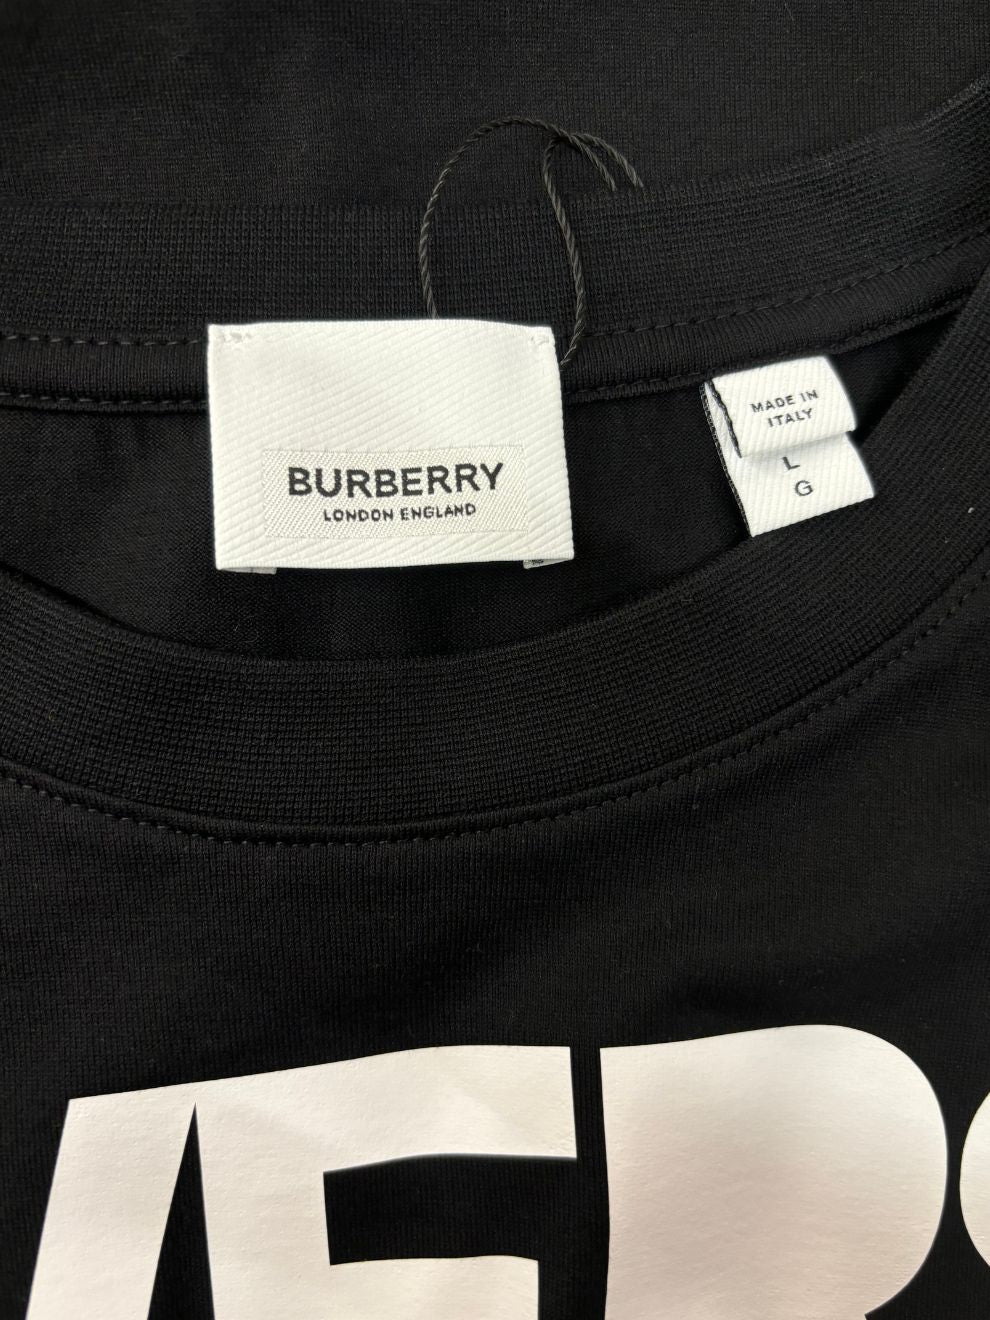 BURBERRY
LONDON ENGLAND
MADE IN
ITALY
L
G